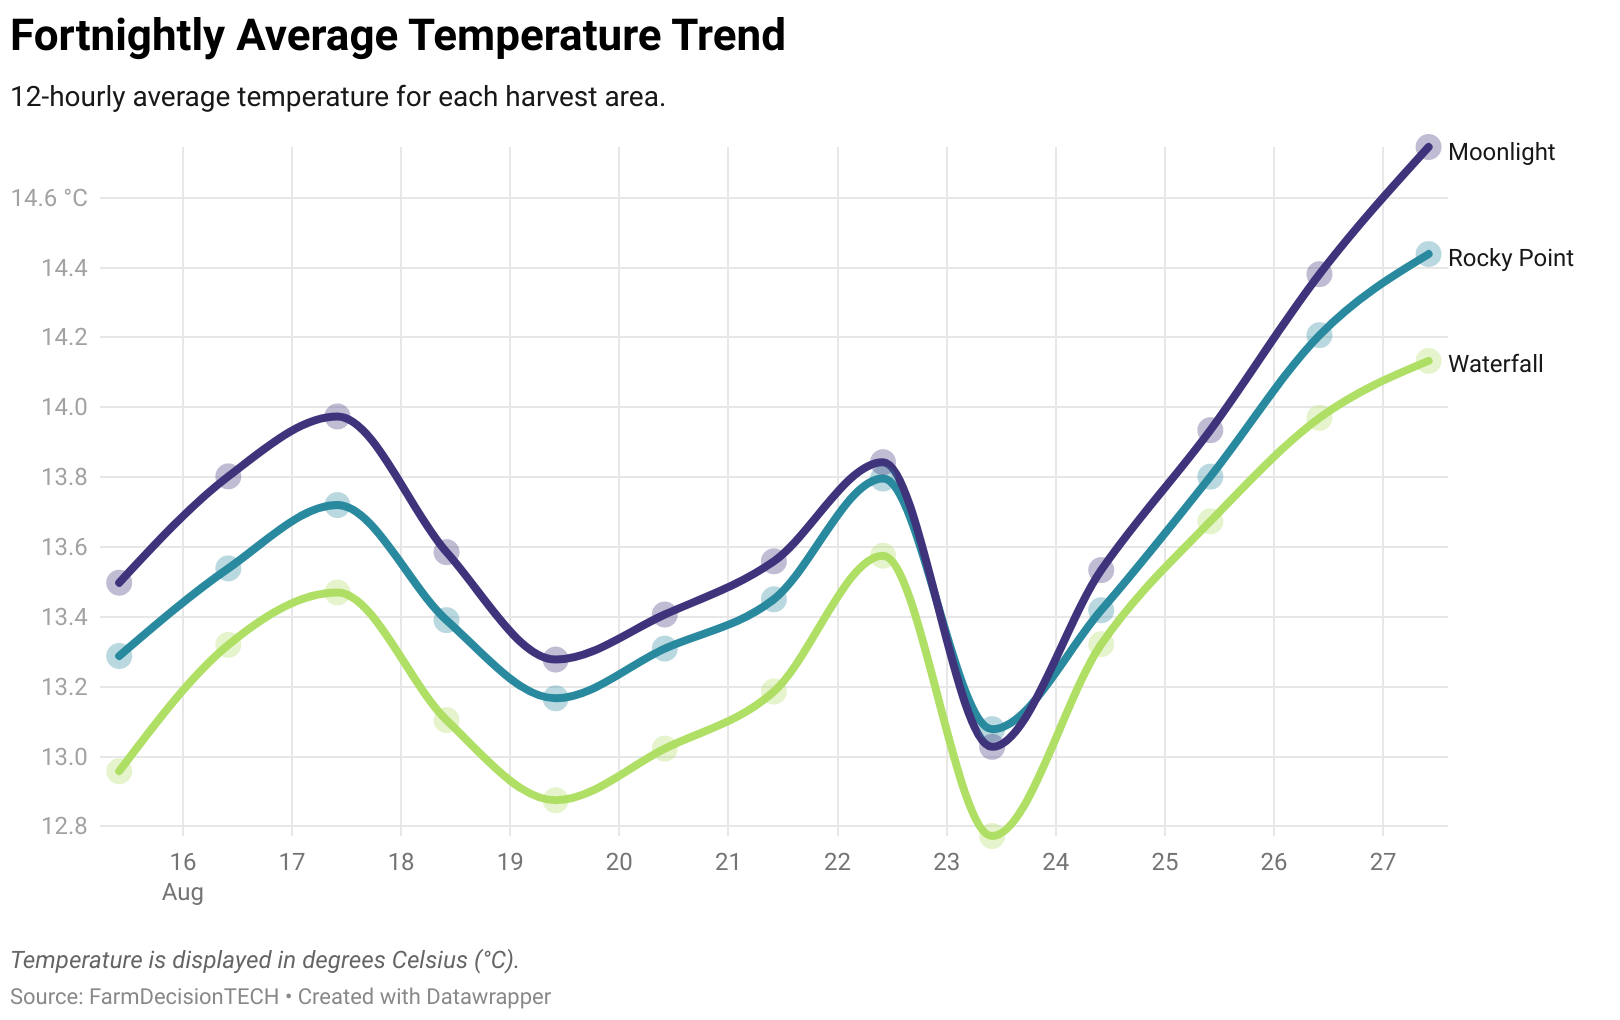 Fortnightly Average Temperature Trend
12-hourly average temperature for each harvest area.
Moonlight
14.6 °C
Rocky Point
14.4
14.2
Waterfall
14.0
13.8
13.6
13.4
13.2
13.0
12.8
16 17 18 19 20 21 22 23 24 25 26 27
Aug
Temperature is displayed in degrees Celsius (°C).
Source: FarmDecisionTECH • Created with Datawrapper